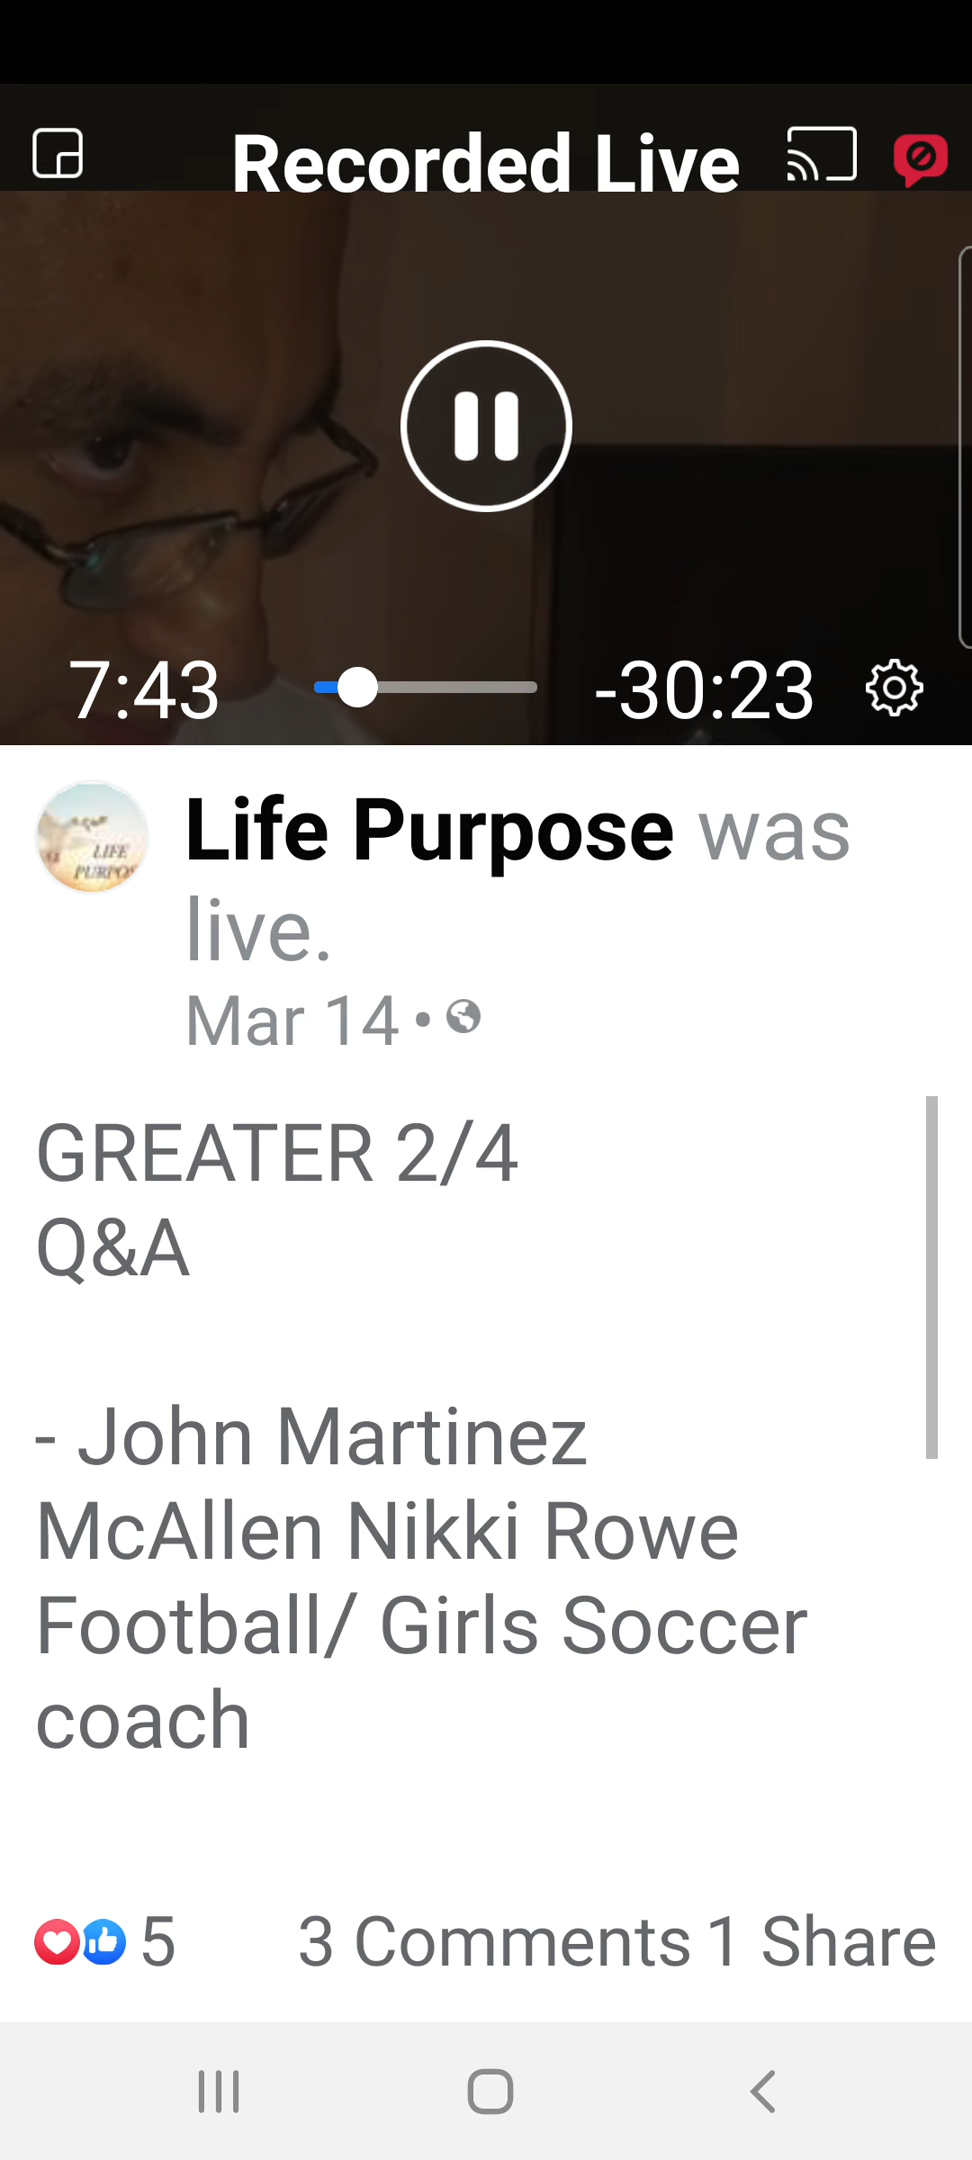 Recorded Live
7:43
-30:23
LIFE
Life Purpose was
live.
Mar 14 •
GREATER 2/4
Q&A
- John Martinez
McAllen Nikki Rowe
Football/ Girls Soccer
coach
5
3 Comments 1 Share